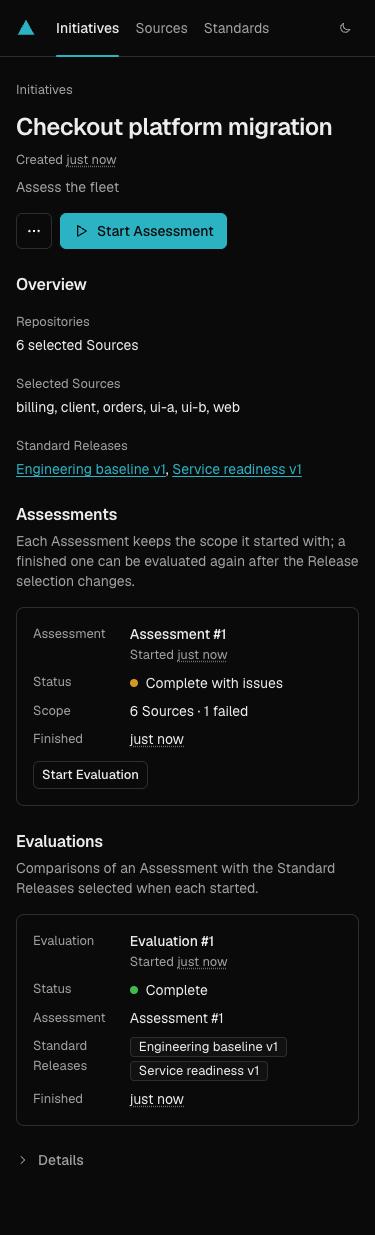 Initiatives Sources Standards
Initiatives
Checkout platform migration
Created just now
Assess the fleet
Start Assessment
Overview
Repositories
6 selected Sources
Selected Sources
billing, client, orders, ui-a, ui-b, web
Standard Releases
Engineering baseline v1, Service readiness v1
Assessments
Each Assessment keeps the scope it started with; a
finished one can be evaluated again after the Release
selection changes.
Assessment Assessment #1
Started just now
Status Complete with issues
Scope 6 Sources · 1 failed
Finished just now
Start Evaluation
Evaluations
Comparisons of an Assessment with the Standard
Releases selected when each started.
Evaluation Evaluation #1
Started just now
Status Complete
Assessment Assessment #1
Standard Releases Engineering baseline v1
Service readiness v1
Finished just now
Details